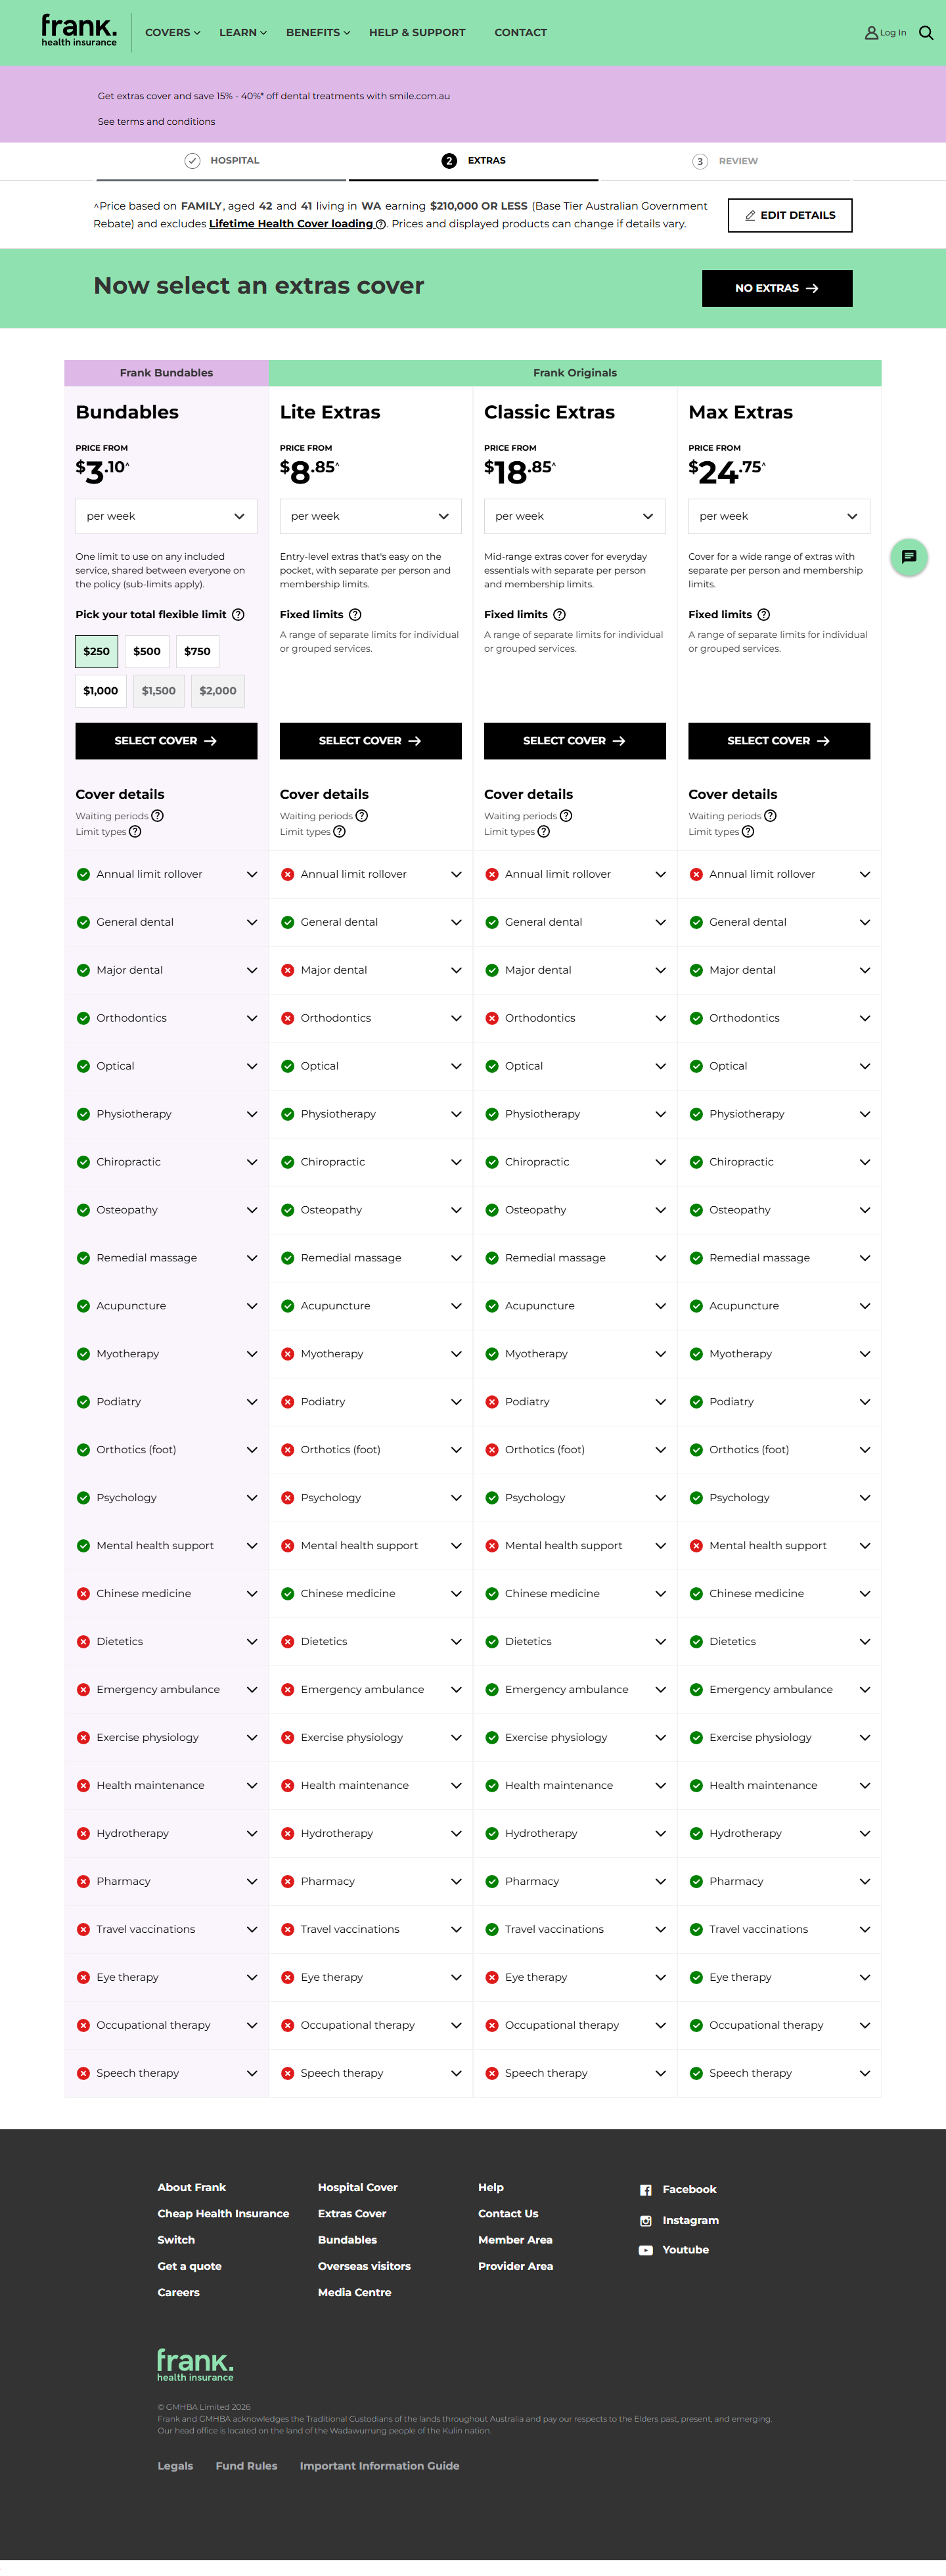 frank.
health insurance
COVERS
LEARN
BENEFITS
HELP & SUPPORT
CONTACT
Log In
Get extras cover and save 15% - 40%* off dental treatments with smile.com.au
See terms and conditions
HOSPITAL
2 EXTRAS
3 REVIEW
^Price based on FAMILY, aged 42 and 41 living in WA earning $210,000 OR LESS (Base Tier Australian Government
Rebate) and excludes Lifetime Health Cover loading ?. Prices and displayed products can change if details vary.
EDIT DETAILS
Now select an extras cover
NO EXTRAS
Frank Bundables
Frank Originals
Bundables
PRICE FROM
$3.10^
per week
One limit to use on any included
service, shared between everyone on
the policy (sub-limits apply).
Pick your total flexible limit ?
$250 $500 $750
$1,000 $1,500 $2,000
SELECT COVER
Cover details
Waiting periods ?
Limit types ?
Annual limit rollover
General dental
Major dental
Orthodontics
Optical
Physiotherapy
Chiropractic
Osteopathy
Remedial massage
Acupuncture
Myotherapy
Podiatry
Orthotics (foot)
Psychology
Mental health support
Chinese medicine
Dietetics
Emergency ambulance
Exercise physiology
Health maintenance
Hydrotherapy
Pharmacy
Travel vaccinations
Eye therapy
Occupational therapy
Speech therapy
Lite Extras
PRICE FROM
$8.85^
per week
Entry-level extras that's easy on the
pocket, with separate per person and
membership limits.
Fixed limits ?
A range of separate limits for individual
or grouped services.
SELECT COVER
Cover details
Waiting periods ?
Limit types ?
Annual limit rollover
General dental
Major dental
Orthodontics
Optical
Physiotherapy
Chiropractic
Osteopathy
Remedial massage
Acupuncture
Myotherapy
Podiatry
Orthotics (foot)
Psychology
Mental health support
Chinese medicine
Dietetics
Emergency ambulance
Exercise physiology
Health maintenance
Hydrotherapy
Pharmacy
Travel vaccinations
Eye therapy
Occupational therapy
Speech therapy
Classic Extras
PRICE FROM
$18.85^
per week
Mid-range extras cover for everyday
essentials with separate per person
and membership limits.
Fixed limits ?
A range of separate limits for individual
or grouped services.
SELECT COVER
Cover details
Waiting periods ?
Limit types ?
Annual limit rollover
General dental
Major dental
Orthodontics
Optical
Physiotherapy
Chiropractic
Osteopathy
Remedial massage
Acupuncture
Myotherapy
Podiatry
Orthotics (foot)
Psychology
Mental health support
Chinese medicine
Dietetics
Emergency ambulance
Exercise physiology
Health maintenance
Hydrotherapy
Pharmacy
Travel vaccinations
Eye therapy
Occupational therapy
Speech therapy
Max Extras
PRICE FROM
$24.75^
per week
Cover for a wide range of extras with
separate per person and membership
limits.
Fixed limits ?
A range of separate limits for individual
or grouped services.
SELECT COVER
Cover details
Waiting periods ?
Limit types ?
Annual limit rollover
General dental
Major dental
Orthodontics
Optical
Physiotherapy
Chiropractic
Osteopathy
Remedial massage
Acupuncture
Myotherapy
Podiatry
Orthotics (foot)
Psychology
Mental health support
Chinese medicine
Dietetics
Emergency ambulance
Exercise physiology
Health maintenance
Hydrotherapy
Pharmacy
Travel vaccinations
Eye therapy
Occupational therapy
Speech therapy
About Frank
Cheap Health Insurance
Switch
Get a quote
Careers
Hospital Cover
Extras Cover
Bundables
Overseas visitors
Media Centre
Help
Contact Us
Member Area
Provider Area
Facebook
Instagram
Youtube
frank.
health insurance
© GMHBA Limited 2026
Frank and GMHBA acknowledges the Traditional Custodians of the lands throughout Australia and pay our respects to the Elders past, present, and emerging.
Our head office is located on the land of the Wadawurrung people of the Kulin nation.
Legals
Fund Rules
Important Information Guide